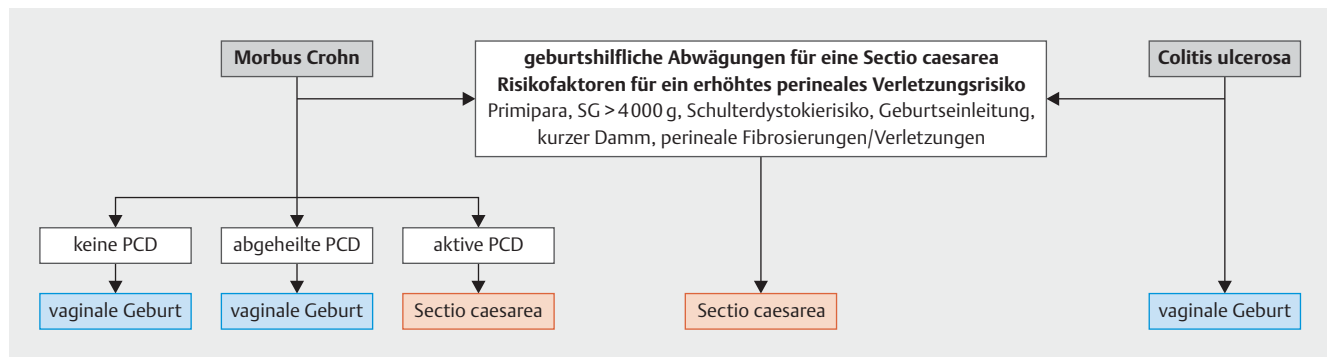 Morbus Crohn
geburtshilfliche Abwägungen für eine Sectio caesarea
Risikofaktoren für ein erhöhtes perineales Verletzungsrisiko
Primipara, SG > 4000 g, Schulterdystokierisiko, Geburtseinleitung,
kurzer Damm, perineale Fibrosierungen/Verletzungen
Colitis ulcerosa
keine PCD
abgeheilte PCD
aktive PCD
vaginale Geburt
vaginale Geburt
Sectio caesarea
Sectio caesarea
vaginale Geburt